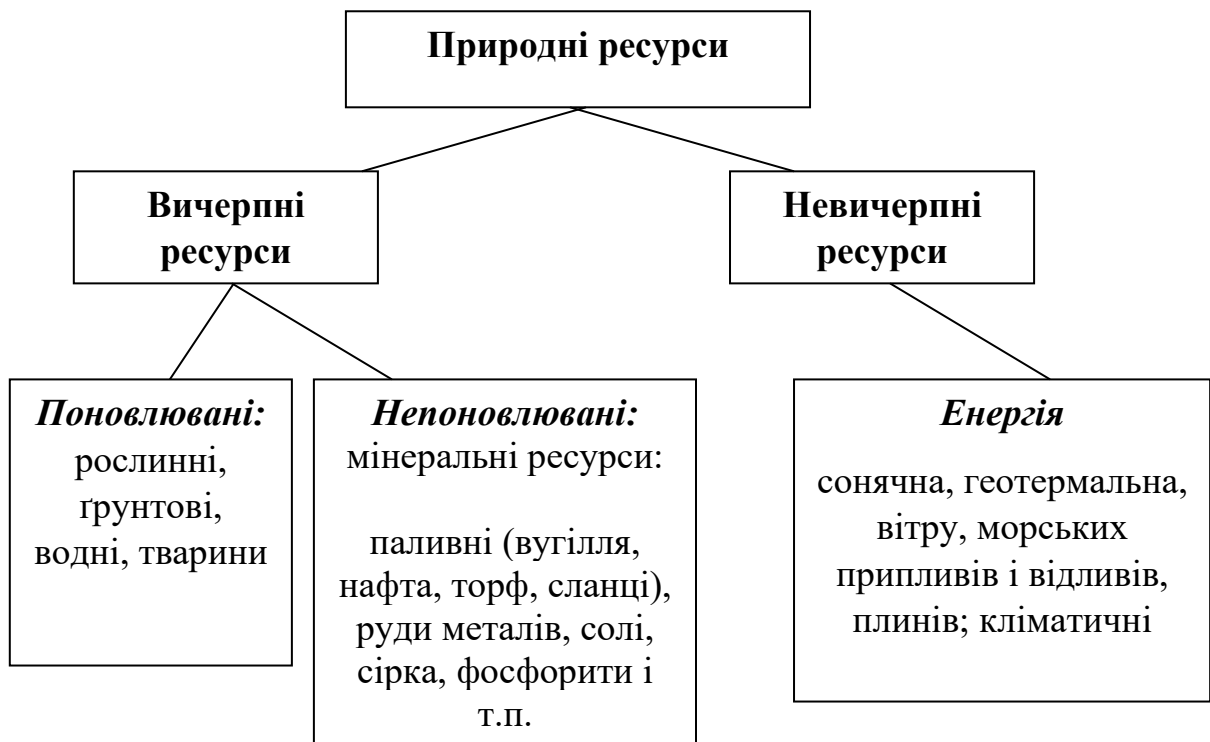 Природні ресурси
Вичерпні
ресурси
Невичерпні
ресурси
Поновлювані:
рослинні,
ґрунтові,
водні, тварини
Непоновлювані:
мінеральні ресурси:
паливні (вугілля,
нафта, торф, сланці),
руди металів, солі,
сірка, фосфорити і
т.п.
Енергія
сонячна, геотермальна,
вітру, морських
припливів і відливів,
плинів; кліматичні